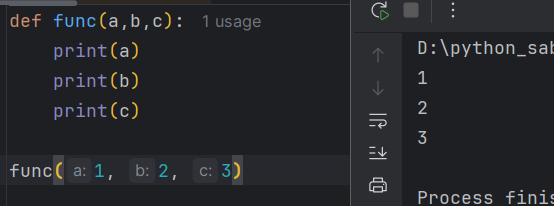 def func(a,b,c): 1 usage
print(a)
print(b)
print(c)
func( a: 1, b: 2, c: 3)
D:\python_sab
1
2
3
Process finis